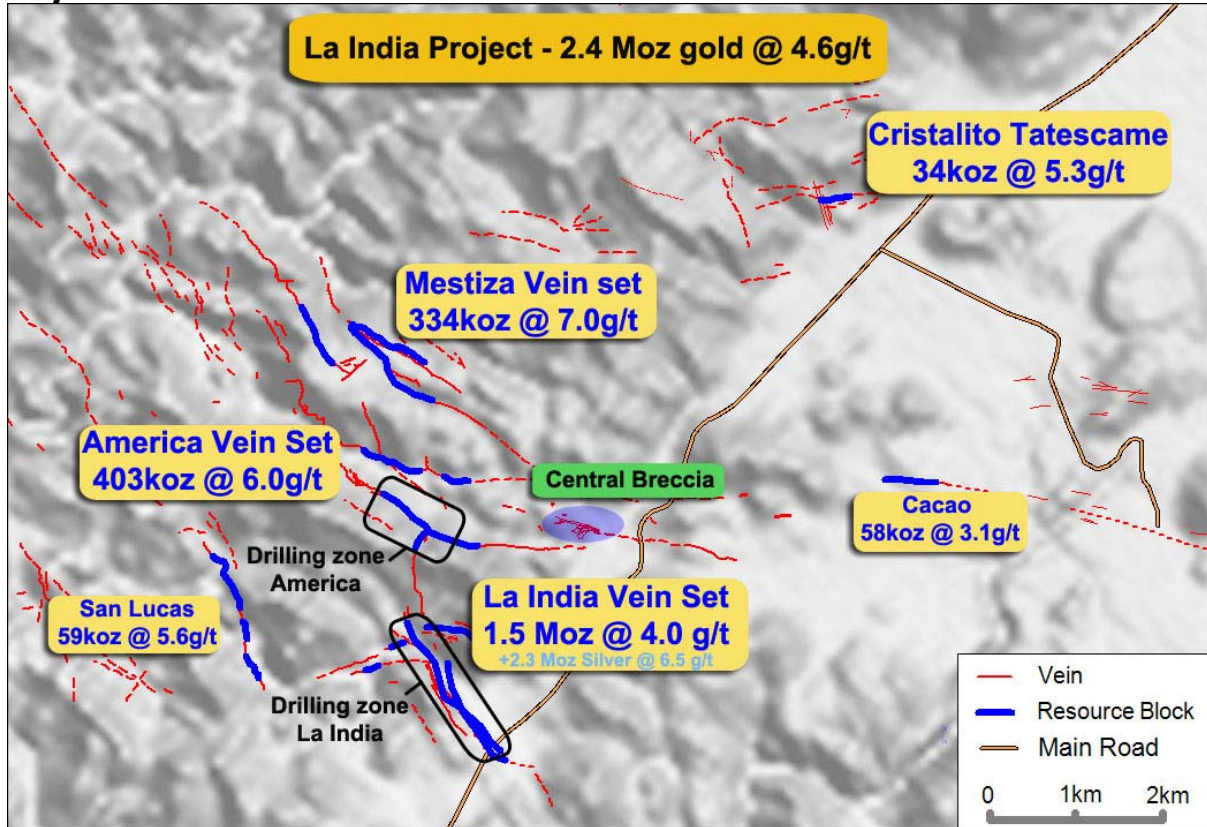 La India Project - 2.4 Moz gold @ 4.6g/t
Cristalito Tatescame
34koz @ 5.3g/t
Mestiza Vein set
334koz @ 7.0g/t
America Vein Set
403koz @ 6.0g/t
Central Breccia
Cacao
58koz @ 3.1g/t
Drilling zone
America
La India Vein Set
1.5 Moz @ 4.0 g/t
+2.3 Moz Silver @ 6.5 g/t
San Lucas
59koz @ 5.6g/t
Drilling zone
La India
Vein
Resource Block
Main Road
0 1km 2km